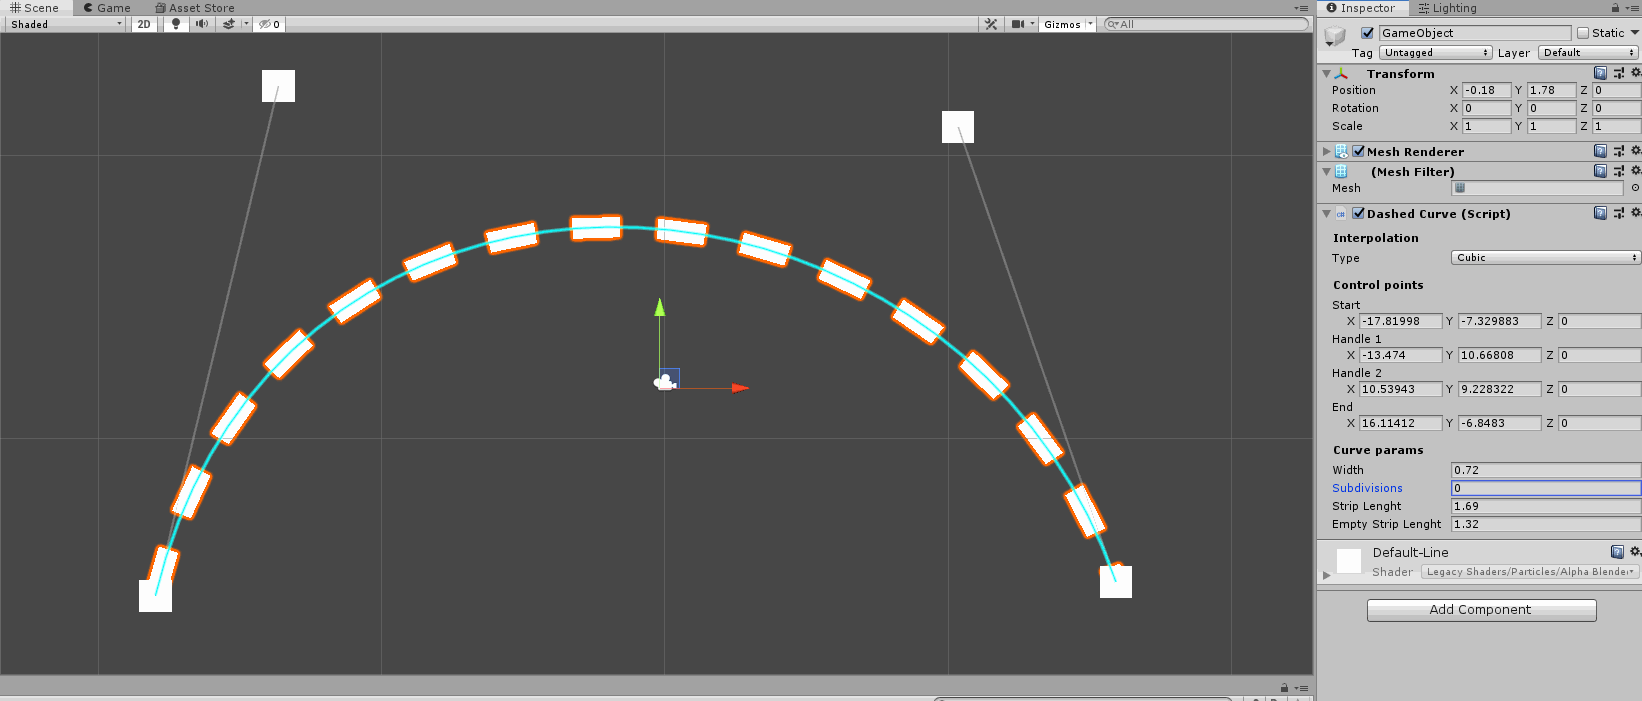 Scene Game Asset Store
Shaded 2D 0 Gizmos All
Inspector Lighting
GameObject Static
Tag Untagged Layer Default
Transform
Position X -0.18 Y 1.78 Z 0
Rotation X 0 Y 0 Z 0
Scale X 1 Y 1 Z 1
Mesh Renderer
(Mesh Filter)
Mesh
Dashed Curve (Script)
Interpolation
Type Cubic
Control points
Start
X -17.81998 Y -7.329883 Z 0
Handle 1
X -13.474 Y 10.66808 Z 0
Handle 2
X 10.53943 Y 9.228322 Z 0
End
X 16.11412 Y -6.8483 Z 0
Curve params
Width 0.72
Subdivisions 0
Strip Lenght 1.69
Empty Strip Lenght 1.32
Default-Line
Shader Legacy Shaders/Particles/Alpha Blende
Add Component